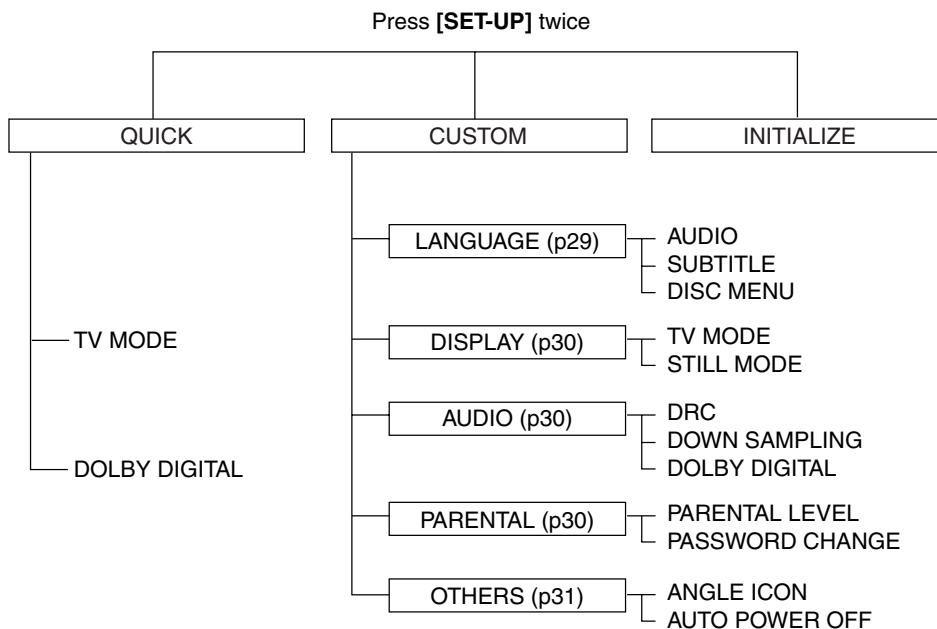 Press [SET-UP] twice
QUICK
CUSTOM
INITIALIZE
TV MODE
DOLBY DIGITAL
LANGUAGE (p29)
AUDIO
SUBTITLE
DISC MENU
DISPLAY (p30)
TV MODE
STILL MODE
AUDIO (p30)
DRC
DOWN SAMPLING
DOLBY DIGITAL
PARENTAL (p30)
PARENTAL LEVEL
PASSWORD CHANGE
OTHERS (p31)
ANGLE ICON
AUTO POWER OFF